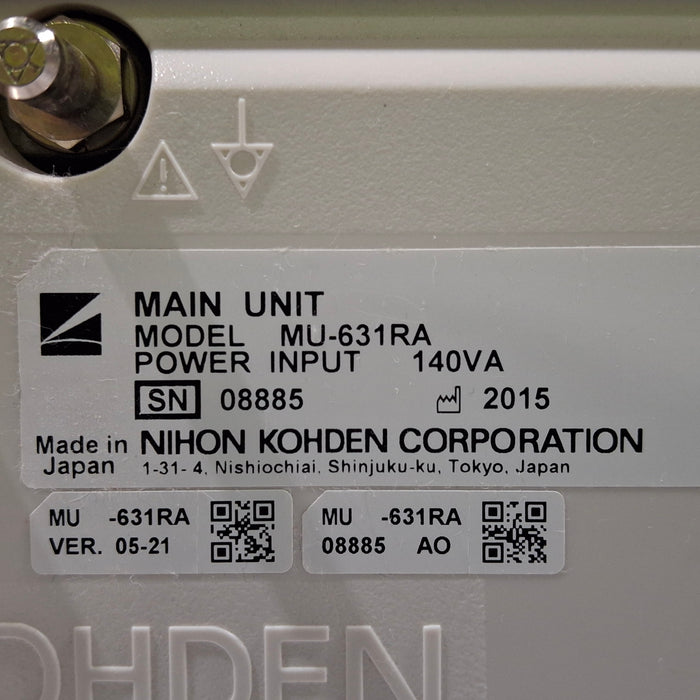 MAIN UNIT
MODEL MU-631RA
POWER INPUT 140VA
SN 08885 2015
Made in Japan NIHON KOHDEN CORPORATION
1-31-4, Nishiochiai, Shinjuku-ku, Tokyo, Japan
MU -631RA
VER. 05-21
MU -631RA
08885 AO
OHDEN